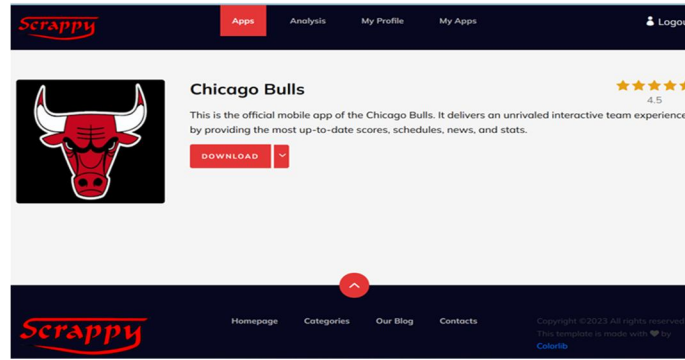 Scrappy
Apps Analysis My Profile My Apps Logou
Chicago Bulls
4.5
This is the official mobile app of the Chicago Bulls. It delivers an unrivaled interactive team experience
by providing the most up-to-date scores, schedules, news, and stats.
DOWNLOAD
Scrappy
Homepage Categories Our Blog Contacts
Copyright ©2023 All rights reserved
This template is made with by
Colorlib